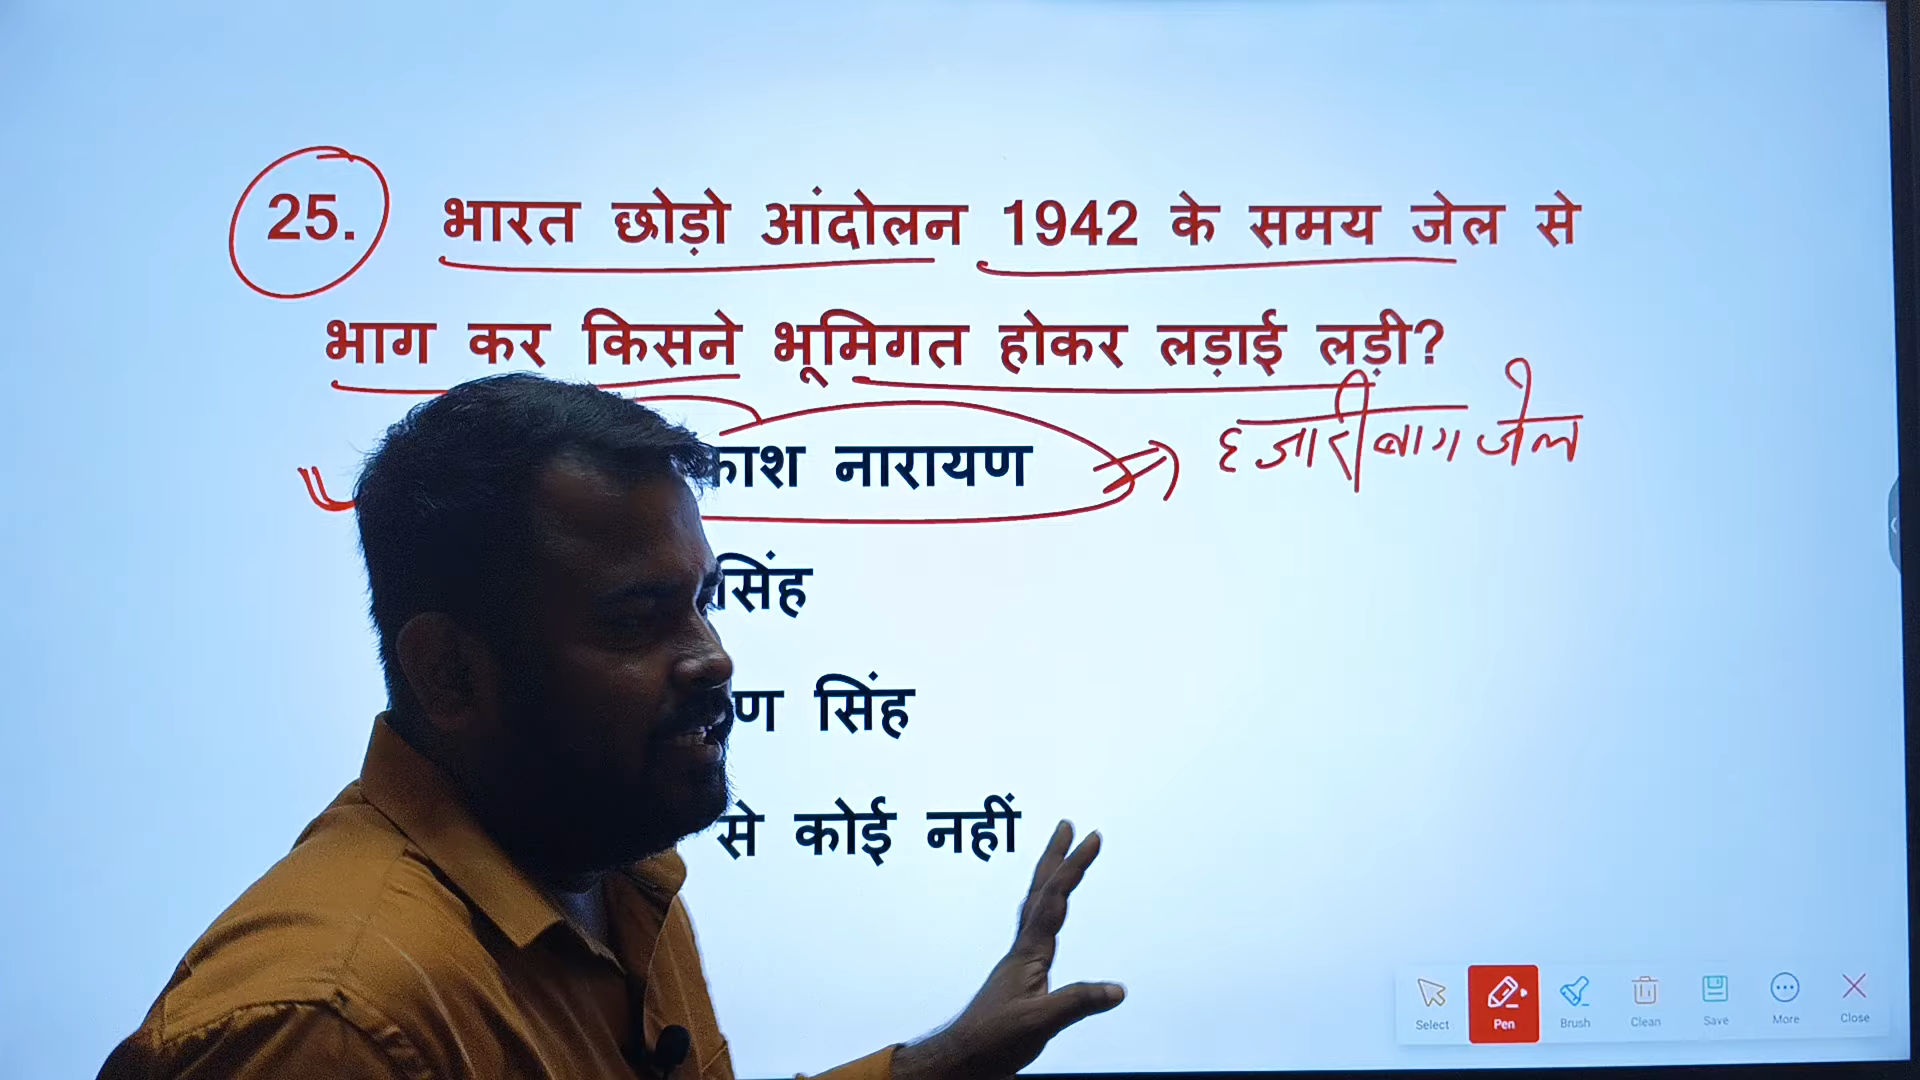 25. भारत छोड़ो आंदोलन 1942 के समय जेल से
भाग कर किसने भूमिगत होकर लड़ाई लड़ी?
नारायण
हजारीबाग जेल
सिंह
सिंह
से कोई नहीं
Select Pen Brush Clean Save More Close